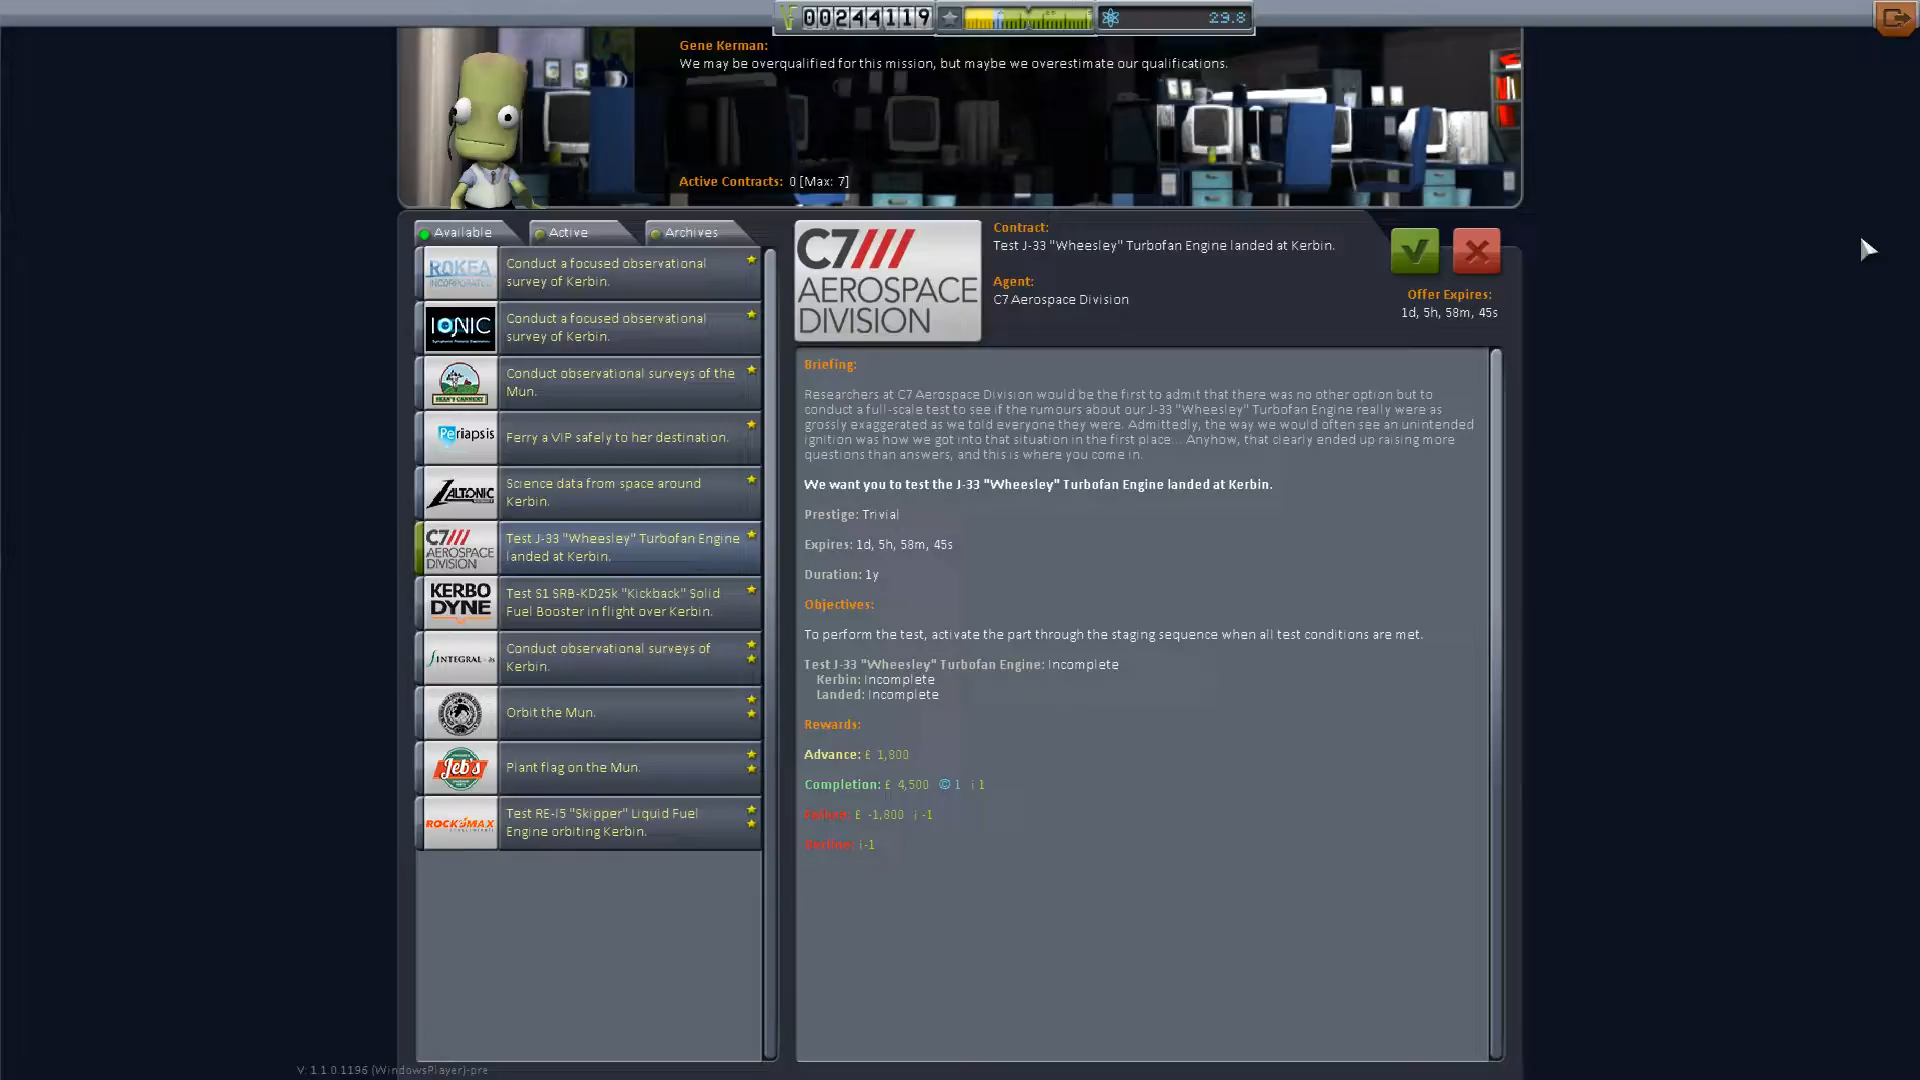 00244119
23.8
Gene Kerman:
We may be overqualified for this mission, but maybe we overestimate our qualifications.
Active Contracts: 0 [Max: 7]
Available
Active
Archives
ROKEA
Conduct a focused observational
survey of Kerbin.
IONIC
Conduct a focused observational
survey of Kerbin.
Conduct observational surveys of the
Mun.
Periapsis
Ferry a VIP safely to her destination.
ZALTONIC
Science data from space around
Kerbin.
C7///
AEROSPACE
DIVISION
Test J-33 "Wheesley" Turbofan Engine
landed at Kerbin.
KERBO
DYNE
Test S1 SRB-KD25k "Kickback" Solid
Fuel Booster in flight over Kerbin.
INTEGRAL
Conduct observational surveys of
Kerbin.
Orbit the Mun.
Jeb's
Plant flag on the Mun.
ROCKOMAX
Test RE-I5 "Skipper" Liquid Fuel
Engine orbiting Kerbin.
C7///
AEROSPACE
DIVISION
Contract:
Test J-33 "Wheesley" Turbofan Engine landed at Kerbin.
Agent:
C7 Aerospace Division
Offer Expires:
1d, 5h, 58m, 45s
Briefing:
Researchers at C7 Aerospace Division would be the first to admit that there was no other option but to
conduct a full-scale test to see if the rumours about our J-33 "Wheesley" Turbofan Engine really were as
grossly exaggerated as we told everyone they were. Admittedly, the way we would often see an unintended
ignition was how we got into that situation in the first place... Anyhow, that clearly ended up raising more
questions than answers, and this is where you come in.
We want you to test the J-33 "Wheesley" Turbofan Engine landed at Kerbin.
Prestige: Trivial
Expires: 1d, 5h, 58m, 45s
Duration: 1y
Objectives:
To perform the test, activate the part through the staging sequence when all test conditions are met.
Test J-33 "Wheesley" Turbofan Engine: Incomplete
Kerbin: Incomplete
Landed: Incomplete
Rewards:
Advance: £ 1,800
Completion: £ 4,500 © 1 i 1
Failure: £ -1,800 i -1
Decline: i -1
V: 1.1.0.1196 (WindowsPlayer)-pre